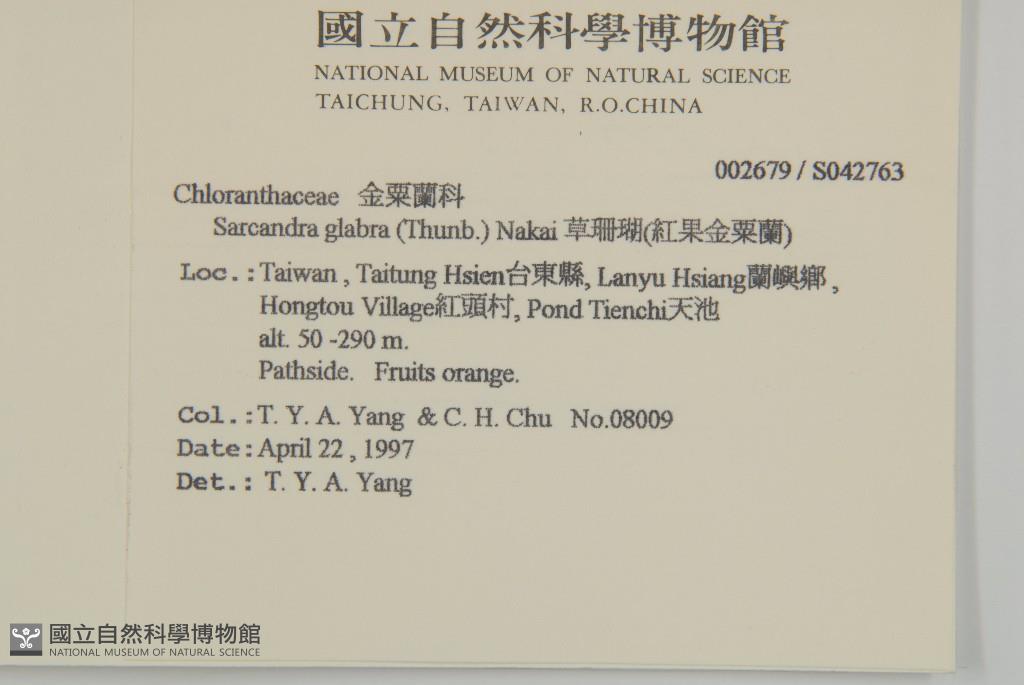 國立自然科學博物館
NATIONAL MUSEUM OF NATURAL SCIENCE
TAICHUNG, TAIWAN, R.O.CHINA
002679 / S042763
Chloranthaceae 金粟蘭科
Sarcandra glabra (Thunb.) Nakai 草珊瑚(紅果金粟蘭)
Loc.:Taiwan , Taitung Hsien台東縣, Lanyu Hsiang蘭嶼鄉 ,
Hongtou Village紅頭村, Pond Tienchi天池
alt. 50 -290 m.
Pathside. Fruits orange.
Col.:T. Y. A. Yang & C. H. Chu No.08009
Date:April 22 , 1997
Det.: T. Y. A. Yang
國立自然科學博物館
NATIONAL MUSEUM OF NATURAL SCIENCE